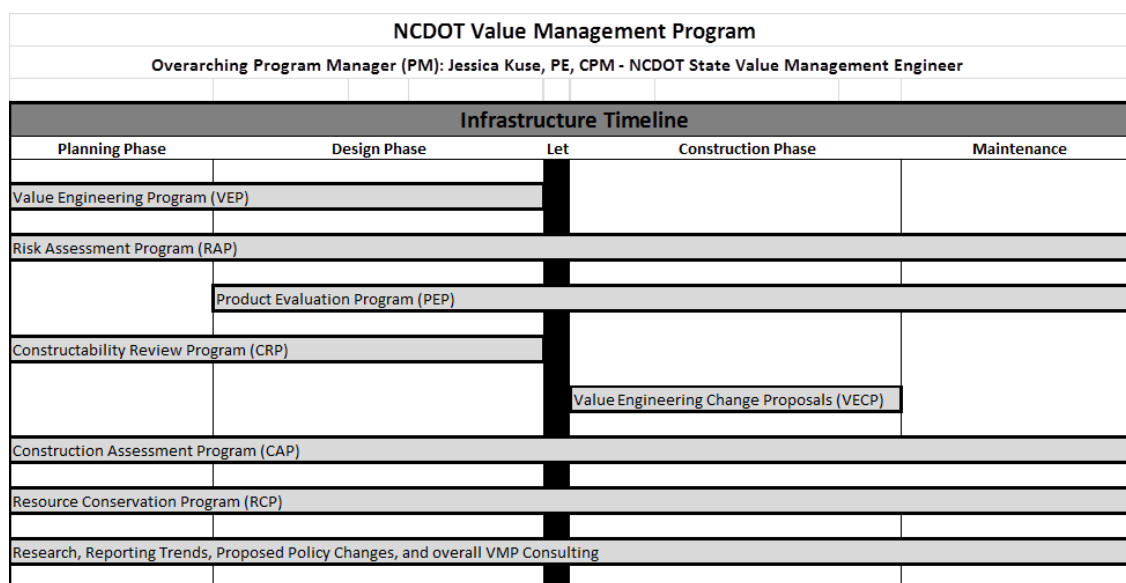 NCDOT Value Management Program
Overarching Program Manager (PM): Jessica Kuse, PE, CPM - NCDOT State Value Management Engineer
Infrastructure Timeline
Planning Phase Design Phase Let Construction Phase Maintenance
Value Engineering Program (VEP)
Risk Assessment Program (RAP)
Product Evaluation Program (PEP)
Constructability Review Program (CRP)
Value Engineering Change Proposals (VECP)
Construction Assessment Program (CAP)
Resource Conservation Program (RCP)
Research, Reporting Trends, Proposed Policy Changes, and overall VMP Consulting